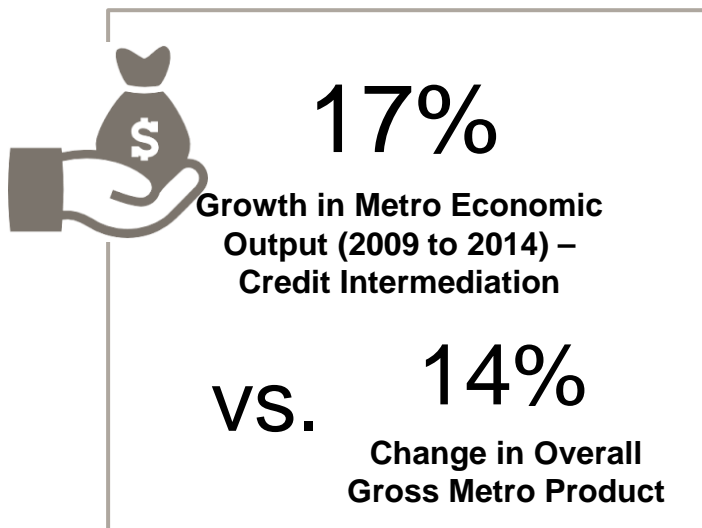 $
17%
Growth in Metro Economic
Output (2009 to 2014) –
Credit Intermediation
vs.
14%
Change in Overall
Gross Metro Product